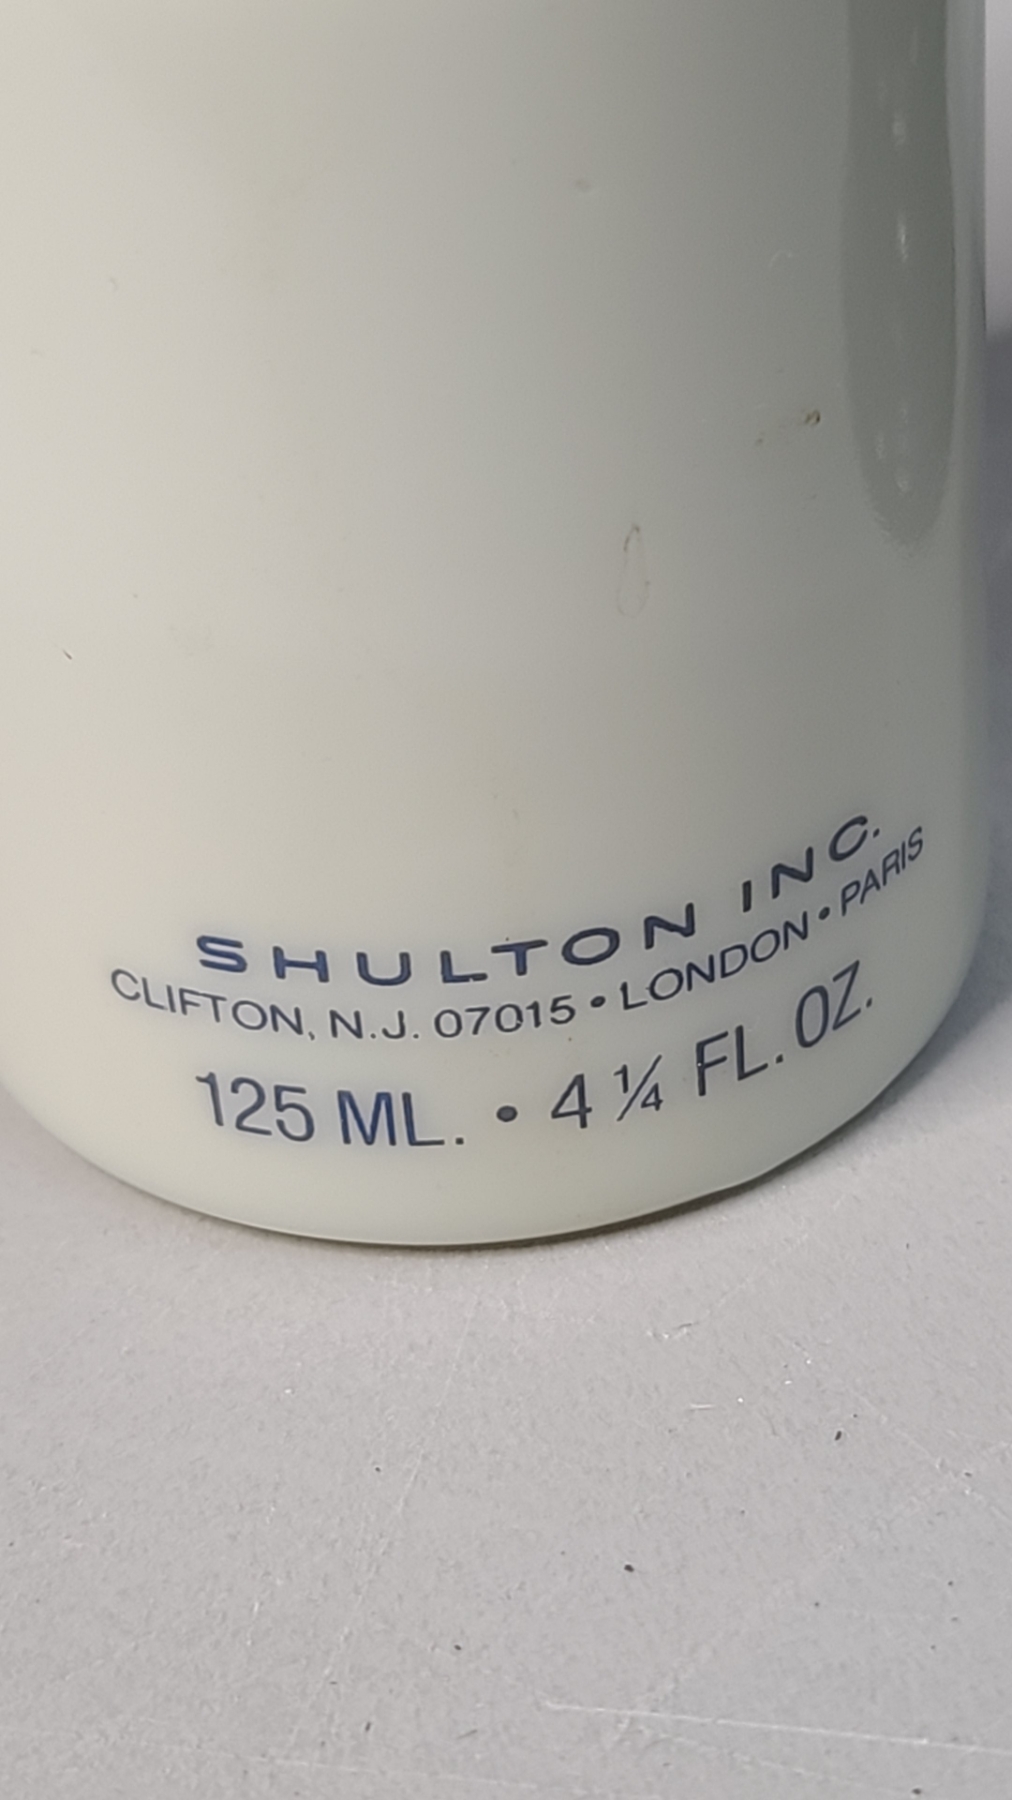 SHULTON INC.
CLIFTON, N.J. 07015 • LONDON • PARIS
125 ML. • 4 ¼ FL. OZ.